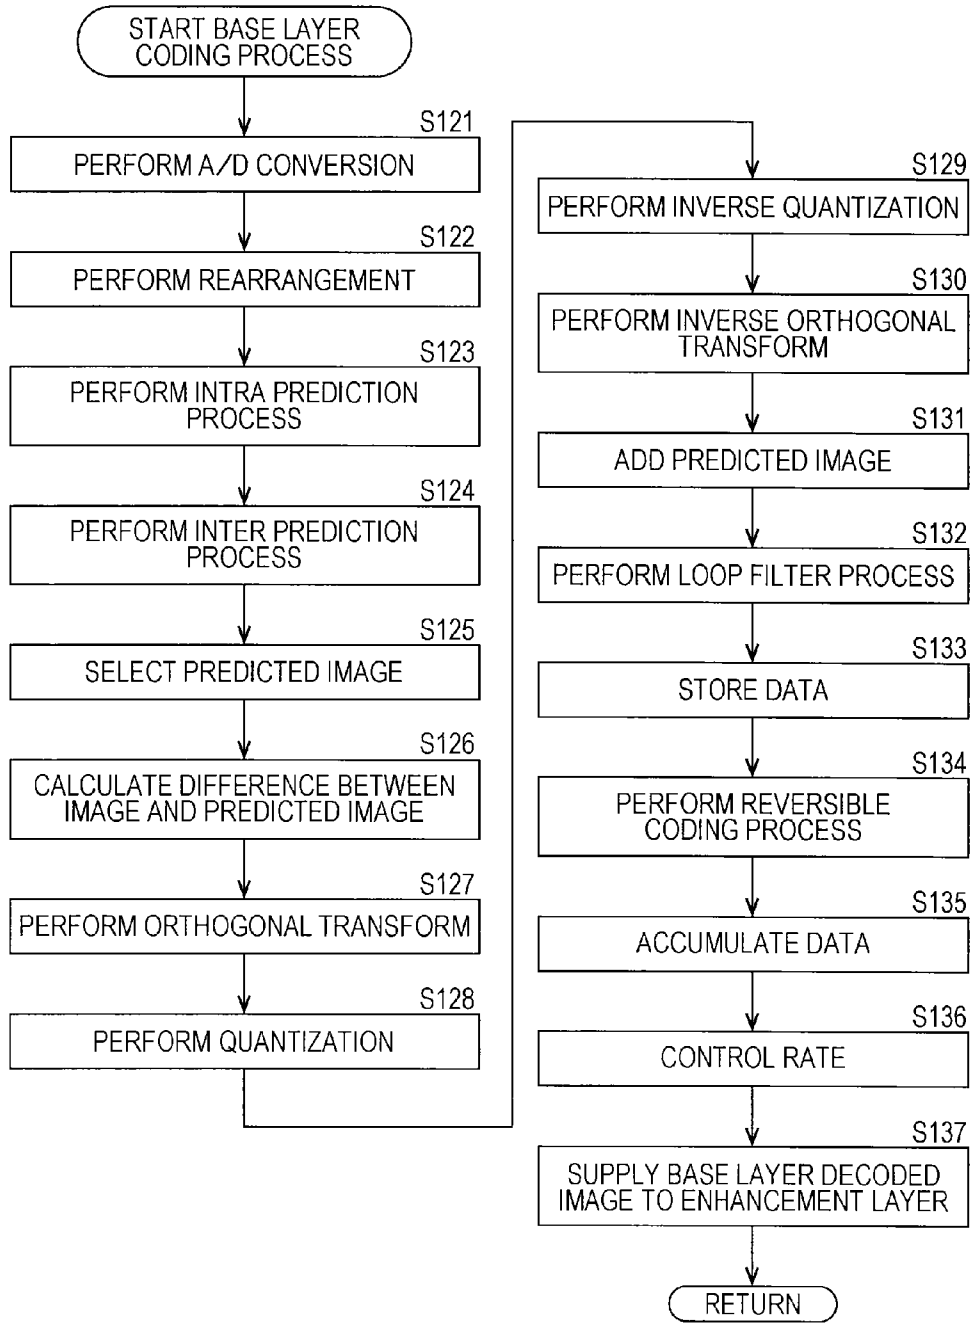 START BASE LAYER
CODING PROCESS
S121
PERFORM A/D CONVERSION
S122
PERFORM REARRANGEMENT
S123
PERFORM INTRA PREDICTION
PROCESS
S124
PERFORM INTER PREDICTION
PROCESS
S125
SELECT PREDICTED IMAGE
S126
CALCULATE DIFFERENCE BETWEEN
IMAGE AND PREDICTED IMAGE
S127
PERFORM ORTHOGONAL TRANSFORM
S128
PERFORM QUANTIZATION
S129
PERFORM INVERSE QUANTIZATION
S130
PERFORM INVERSE ORTHOGONAL
TRANSFORM
S131
ADD PREDICTED IMAGE
S132
PERFORM LOOP FILTER PROCESS
S133
STORE DATA
S134
PERFORM REVERSIBLE
CODING PROCESS
S135
ACCUMULATE DATA
S136
CONTROL RATE
S137
SUPPLY BASE LAYER DECODED
IMAGE TO ENHANCEMENT LAYER
RETURN